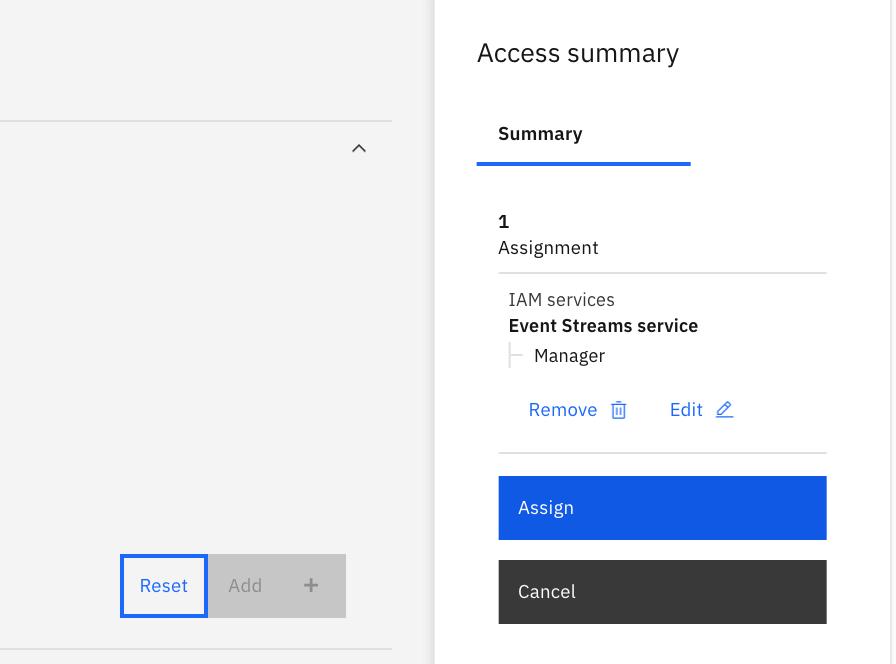 Access summary
Summary
1
Assignment
IAM services
Event Streams service
Manager
Remove
Edit
Assign
Reset
Add
Cancel